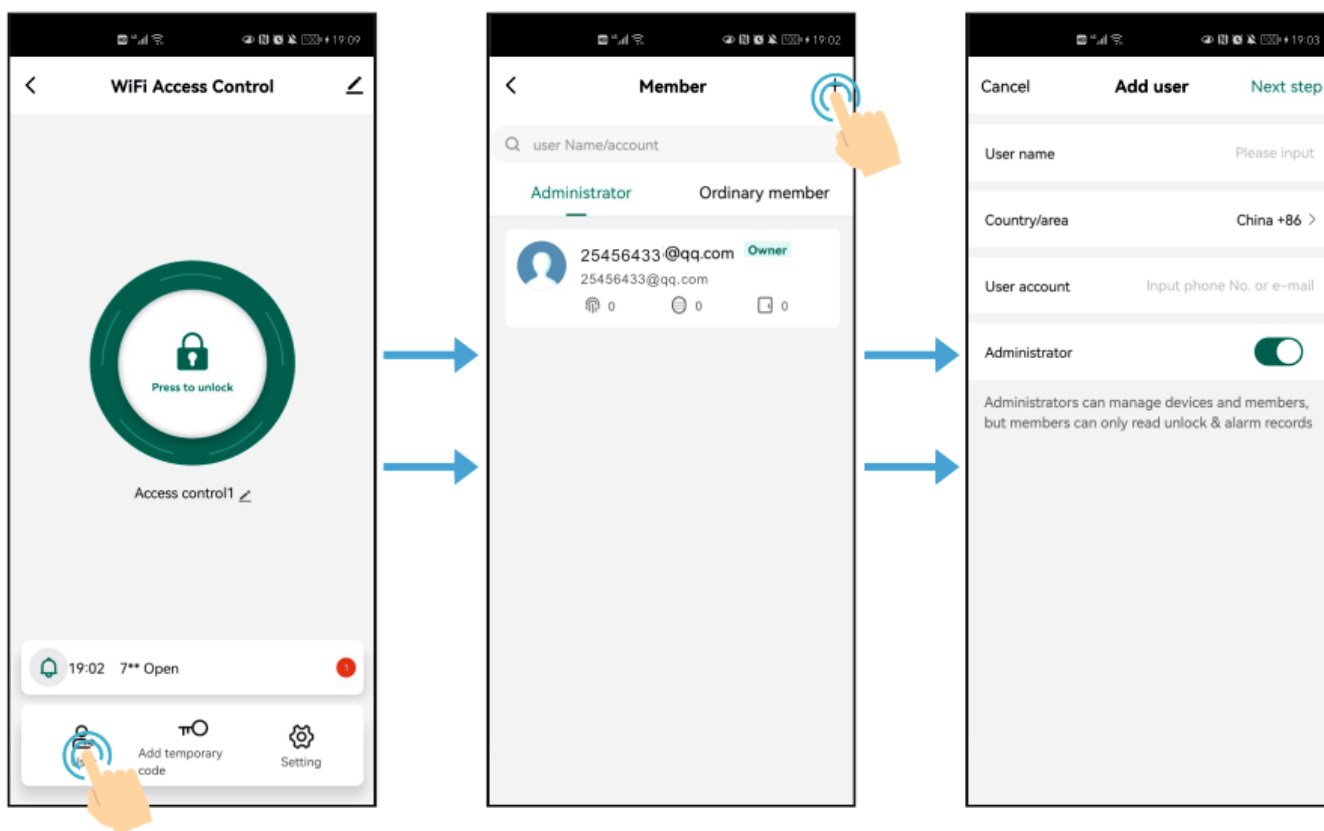 19:09
WiFi Access Control
Press to unlock
Access control1
19:02 7** Open
1
Add temporary
code
Setting
19:02
Member
user Name/account
Administrator Ordinary member
25456433 @qq.com Owner
25456433@qq.com
0 0 0
19:03
Cancel Add user Next step
User name Please input
Country/area China +86 >
User account Input phone No. or e-mail
Administrator
Administrators can manage devices and members,
but members can only read unlock & alarm records